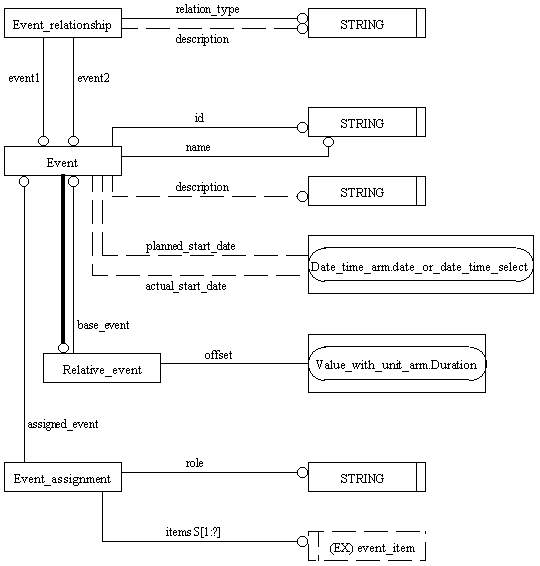 relation_type
Event_relationship
STRING
description
event1
event2
id
STRING
name
Event
description
STRING
planned_start_date
Date_time_arm.date_or_date_time_select
actual_start_date
base_event
offset
Relative_event
Value_with_unit_arm.Duration
assigned_event
role
Event_assignment
STRING
items S[1:?]
(EX) event_item